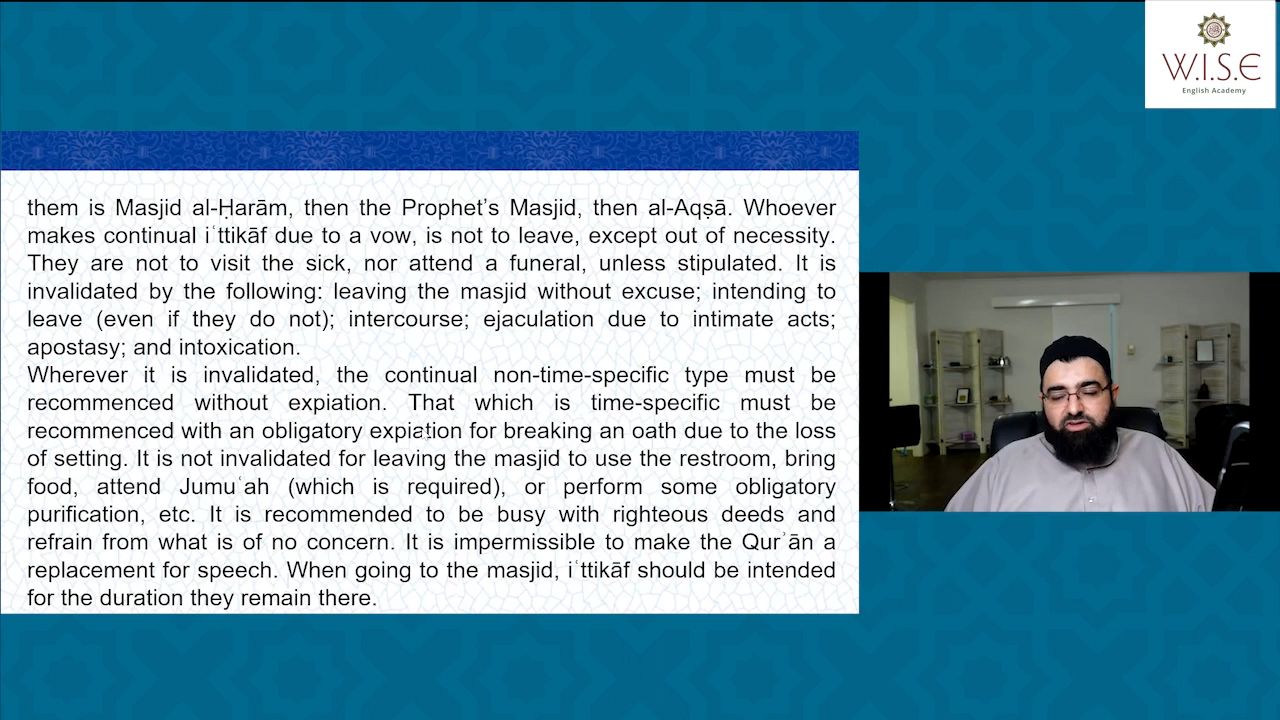 W.I.S.E
English Academy
them is Masjid al-Ḥarām, then the Prophet’s Masjid, then al-Aqṣā. Whoever
makes continual iʿttikāf due to a vow, is not to leave, except out of necessity.
They are not to visit the sick, nor attend a funeral, unless stipulated. It is
invalidated by the following: leaving the masjid without excuse; intending to
leave (even if they do not); intercourse; ejaculation due to intimate acts;
apostasy; and intoxication.
Wherever it is invalidated, the continual non-time-specific type must be
recommenced without expiation. That which is time-specific must be
recommenced with an obligatory expiation for breaking an oath due to the loss
of setting. It is not invalidated for leaving the masjid to use the restroom, bring
food, attend Jumuʿah (which is required), or perform some obligatory
purification, etc. It is recommended to be busy with righteous deeds and
refrain from what is of no concern. It is impermissible to make the Qurʾān a
replacement for speech. When going to the masjid, iʿttikāf should be intended
for the duration they remain there.